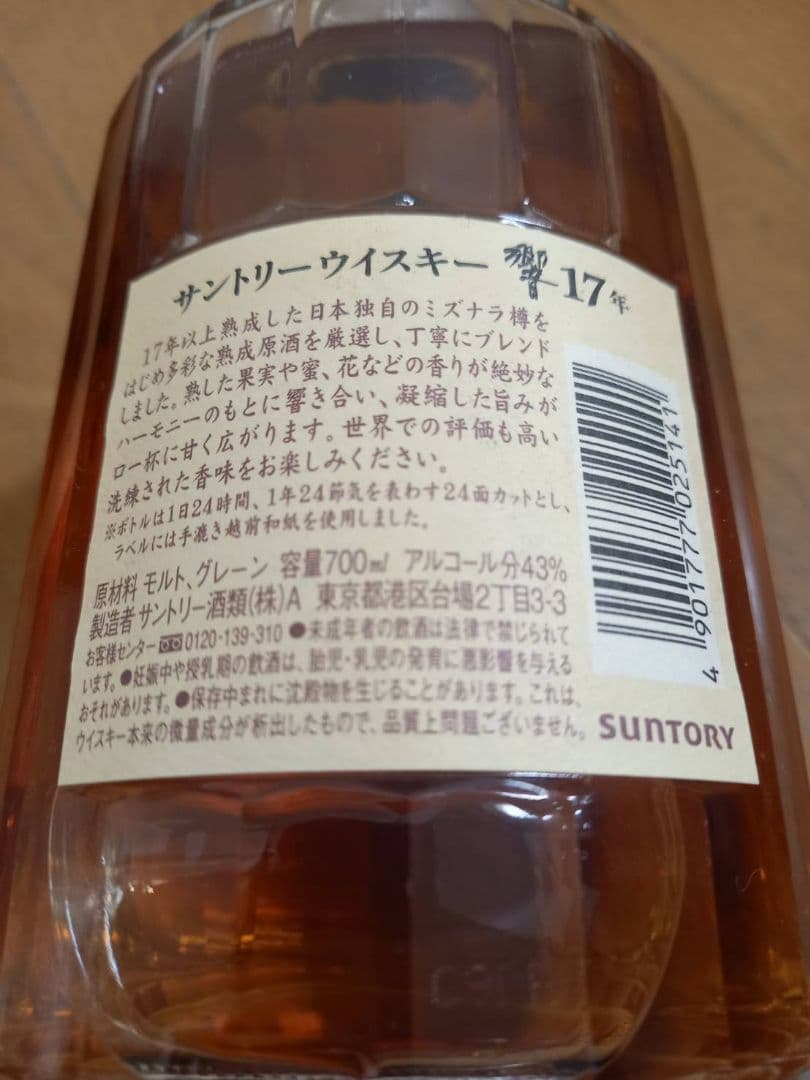 サントリーウイスキー 響17年
17年以上熟成した日本独自のミズナラ樽を
はじめ多彩な熟成原酒を厳選し、丁寧にブレンド
しました。熟した果実や蜜、花などの香りが絶妙な
ハーモニーのもとに響き合い、凝縮した旨みが
口一杯に甘く広がります。世界での評価も高い
洗練された香味をお楽しみください。
※ボトルは1日24時間、1年24節気を表わす24面カットとし、
ラベルには手漉き越前和紙を使用しました。
原材料 モルト、グレーン 容量700ml アルコール分43%
製造者 サントリー酒類(株)A 東京都港区台場2丁目3-3
お客様センター 0120-139-310 ●未成年者の飲酒は法律で禁じられて
います。●妊娠中や授乳期の飲酒は、胎児・乳児の発育に悪影響を与える
おそれがあります。●保存中まれに沈殿物を生じることがあります。これは、
ウイスキー本来の微量成分が析出したもので、品質上問題ございません。
SUNTORY
4 901777 025141